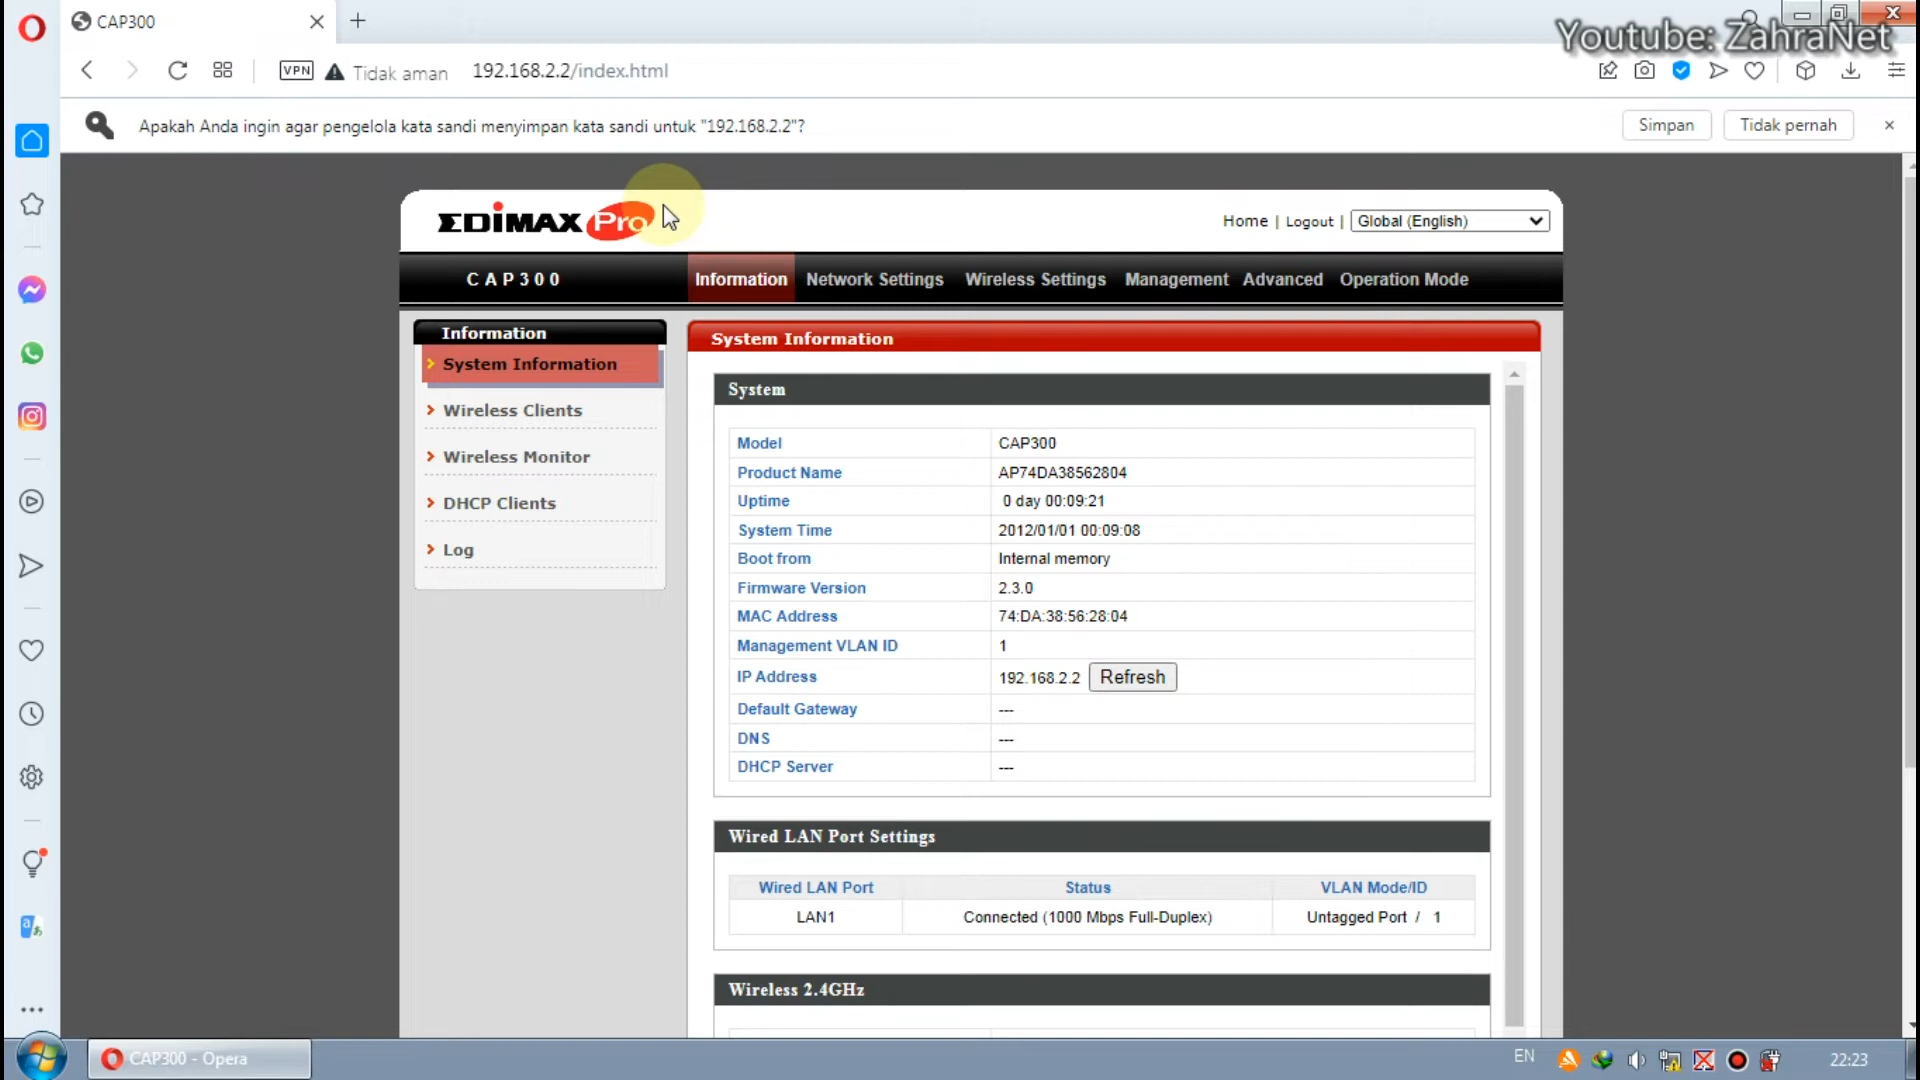 CAP300
Youtube: ZahraNet
VPN
Tidak aman
192.168.2.2/index.html
Apakah Anda ingin agar pengelola kata sandi menyimpan kata sandi untuk "192.168.2.2"?
Simpan
Tidak pernah
EDIMAX Pro
Home | Logout | Global (English)
CAP300
Information
Network Settings
Wireless Settings
Management
Advanced
Operation Mode
Information
System Information
Wireless Clients
Wireless Monitor
DHCP Clients
Log
System Information
System
Model CAP300
Product Name AP74DA38562804
Uptime 0 day 00:09:21
System Time 2012/01/01 00:09:08
Boot from Internal memory
Firmware Version 2.3.0
MAC Address 74:DA:38:56:28:04
Management VLAN ID 1
IP Address 192.168.2.2 Refresh
Default Gateway ---
DNS ---
DHCP Server ---
Wired LAN Port Settings
Wired LAN Port Status VLAN Mode/ID
LAN1 Connected (1000 Mbps Full-Duplex) Untagged Port / 1
Wireless 2.4GHz
CAP300 - Opera
EN
22:23